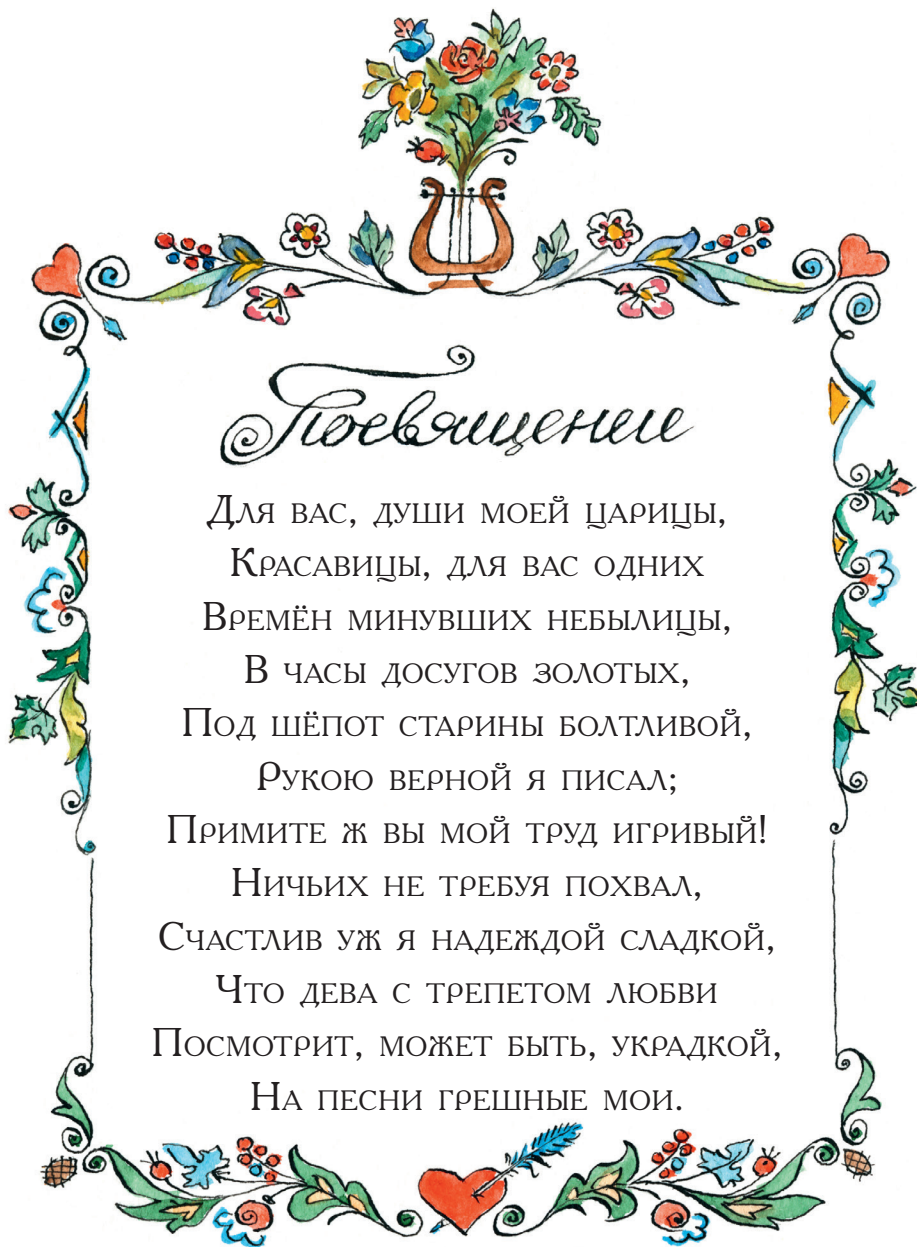 Посвящение
Для вас, души моей царицы,
Красавицы, для вас одних
Времён минувших небылицы,
В часы досугов золотых,
Под шёпот старины болтливой,
Рукою верной я писал;
Примите ж вы мой труд игривый!
Ничьих не требуя похвал,
Счастлив уж я надеждой сладкой,
Что дева с трепетом любви
Посмотрит, может быть, украдкой,
На песни грешные мои.